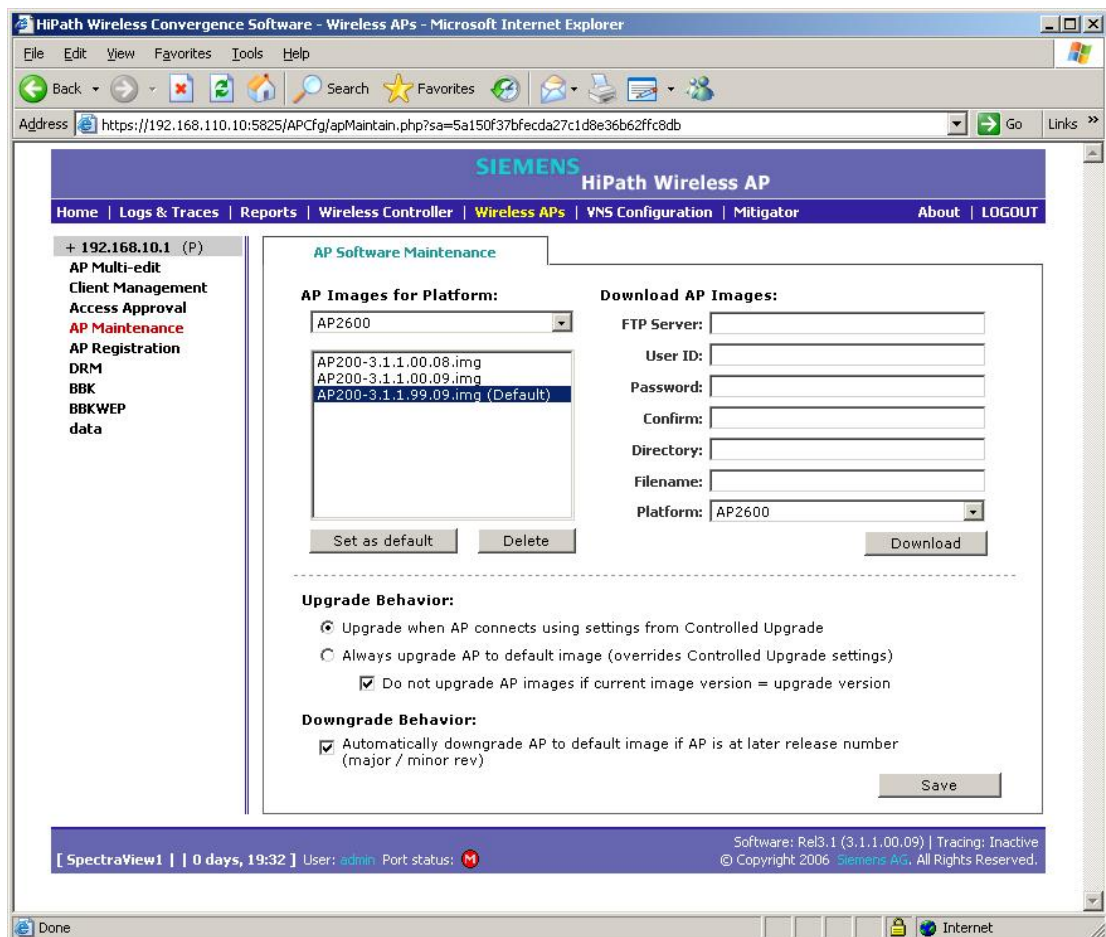 HiPath Wireless Convergence Software - Wireless APs - Microsoft Internet Explorer
File Edit View Favorites Tools Help
Back Search Favorites
Address https://192.168.110.10:5825/APCfg/apMaintain.php?sa=5a150f37bfecda27c1d8e36b62ffc8db Go Links »
SIEMENS
HiPath Wireless AP
Home | Logs & Traces | Reports | Wireless Controller | Wireless APs | VNS Configuration | Mitigator About | LOGOUT
+ 192.168.10.1 (P)
AP Multi-edit
Client Management
Access Approval
AP Maintenance
AP Registration
DRM
BBK
BBKWEP
data
AP Software Maintenance
AP Images for Platform:
AP2600
AP200-3.1.1.00.08.img
AP200-3.1.1.00.09.img
AP200-3.1.1.99.09.img (Default)
Set as default Delete
Download AP Images:
FTP Server:
User ID:
Password:
Confirm:
Directory:
Filename:
Platform: AP2600
Download
Upgrade Behavior:
Upgrade when AP connects using settings from Controlled Upgrade
Always upgrade AP to default image (overrides Controlled Upgrade settings)
Do not upgrade AP images if current image version = upgrade version
Downgrade Behavior:
Automatically downgrade AP to default image if AP is at later release number
(major / minor rev)
Save
[ SpectraView1 | | 0 days, 19:32 ] User: admin Port status: M
Software: Rel3.1 (3.1.1.00.09) | Tracing: Inactive
© Copyright 2006 Siemens AG. All Rights Reserved.
Done Internet